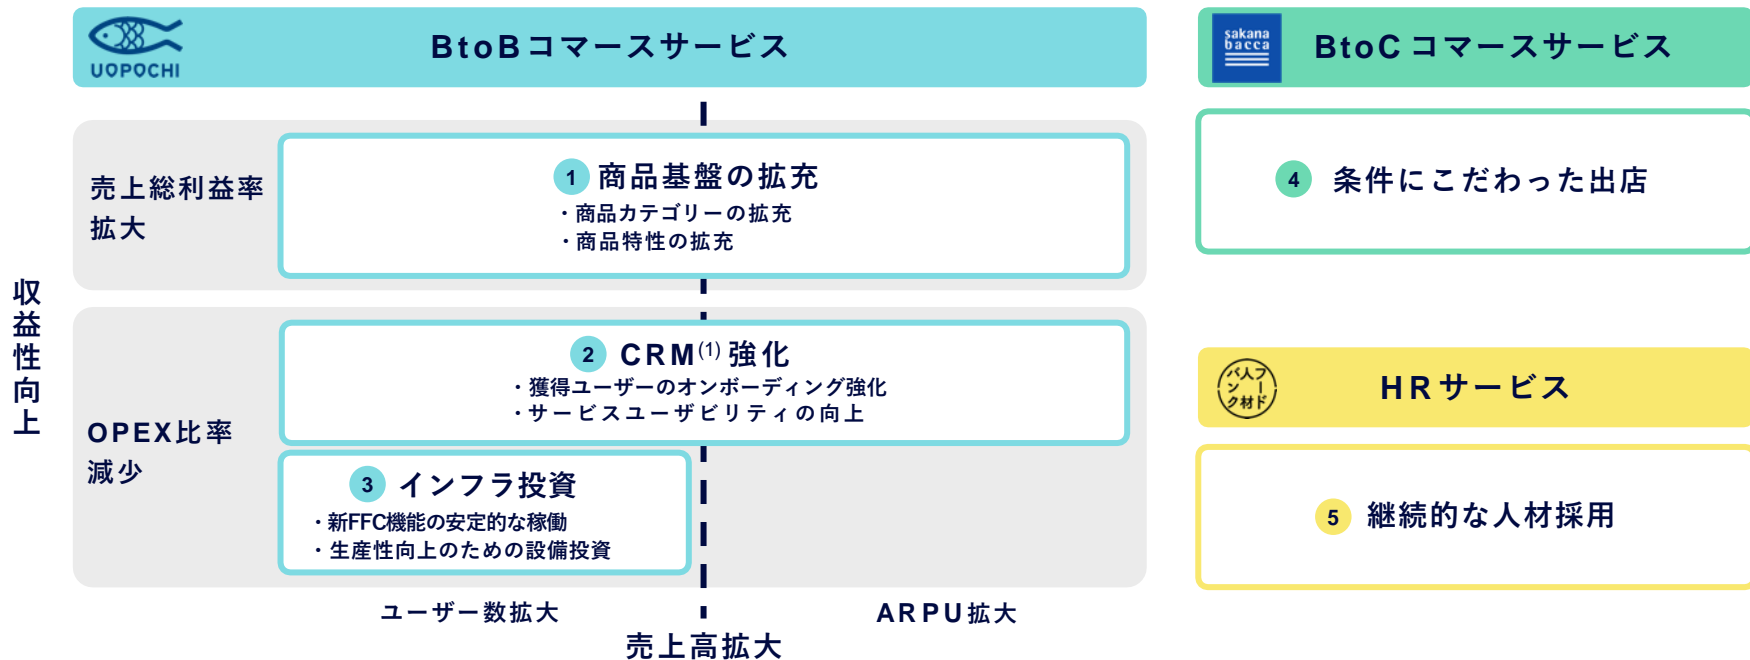 UOPOCHI
BtoBコマースサービス
sakana
bacca
BtoCコマースサービス
売上総利益率
拡大
1 商品基盤の拡充
・商品カテゴリーの拡充
・商品特性の拡充
4 条件にこだわった出店
収益性向上
OPEX比率
減少
2 CRM(1)強化
・獲得ユーザーのオンボーディング強化
・サービスユーザビリティの向上
3 インフラ投資
・新FFC機能の安定的な稼働
・生産性向上のための設備投資
フード
人材
バンク
HRサービス
5 継続的な人材採用
ユーザー数拡大
ARPU拡大
売上高拡大